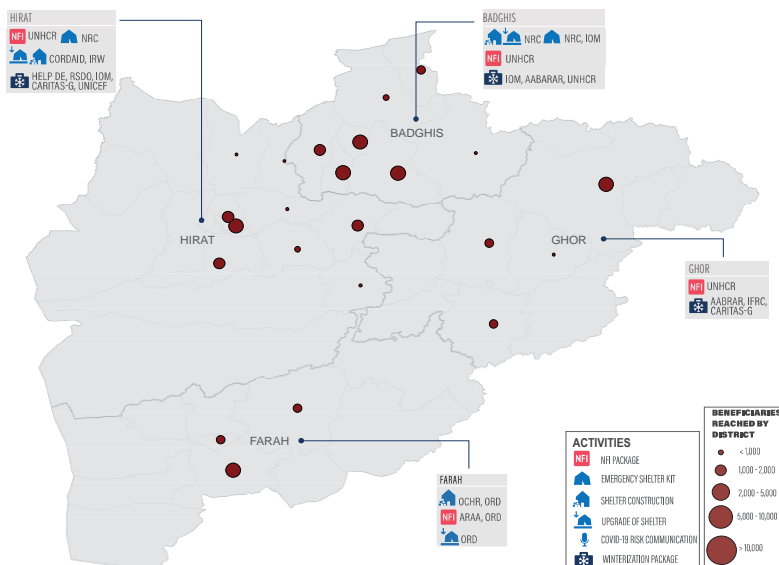 HIRAT
NFI UNHCR NRC
CORDAID, IRW
HELP DE, RSDO, IOM,
CARITAS-G, UNICEF
BADGHIS
NRC NRC, IOM
NFI UNHCR
IOM, AABARAR, UNHCR
BADGHIS
HIRAT
GHOR
GHOR
NFI UNHCR
AABRAR, IFRC,
CARITAS-G
FARAH
FARAH
OCHR, ORD
NFI ARAA, ORD
ORD
ACTIVITIES
NFI NFI PACKAGE
EMERGENCY SHELTER KIT
SHELTER CONSTRUCTION
UPGRADE OF SHELTER
COVID-19 RISK COMMUNICATION
WINTERIZATION PACKAGE
BENEFICIARIES
REACHED BY
DISTRICT
< 1,000
1,000 - 2,000
2,000 - 5,000
5,000 - 10,000
> 10,000